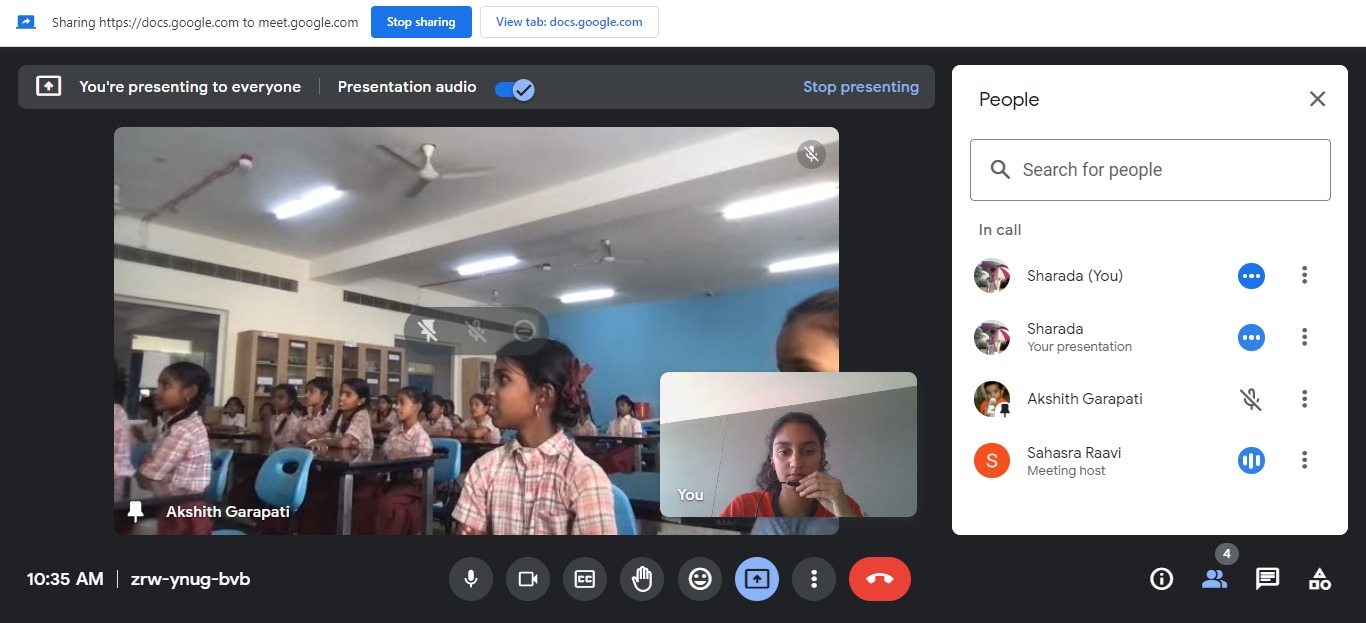 Sharing https://docs.google.com to meet.google.com
Stop sharing
View tab: docs.google.com
You're presenting to everyone
Presentation audio
Stop presenting
People
Search for people
In call
Sharada (You)
Sharada
Your presentation
Akshith Garapati
S
Sahasra Raavi
Meeting host
You
Akshith Garapati
10:35 AM
zrw-ynug-bvb
CC
4